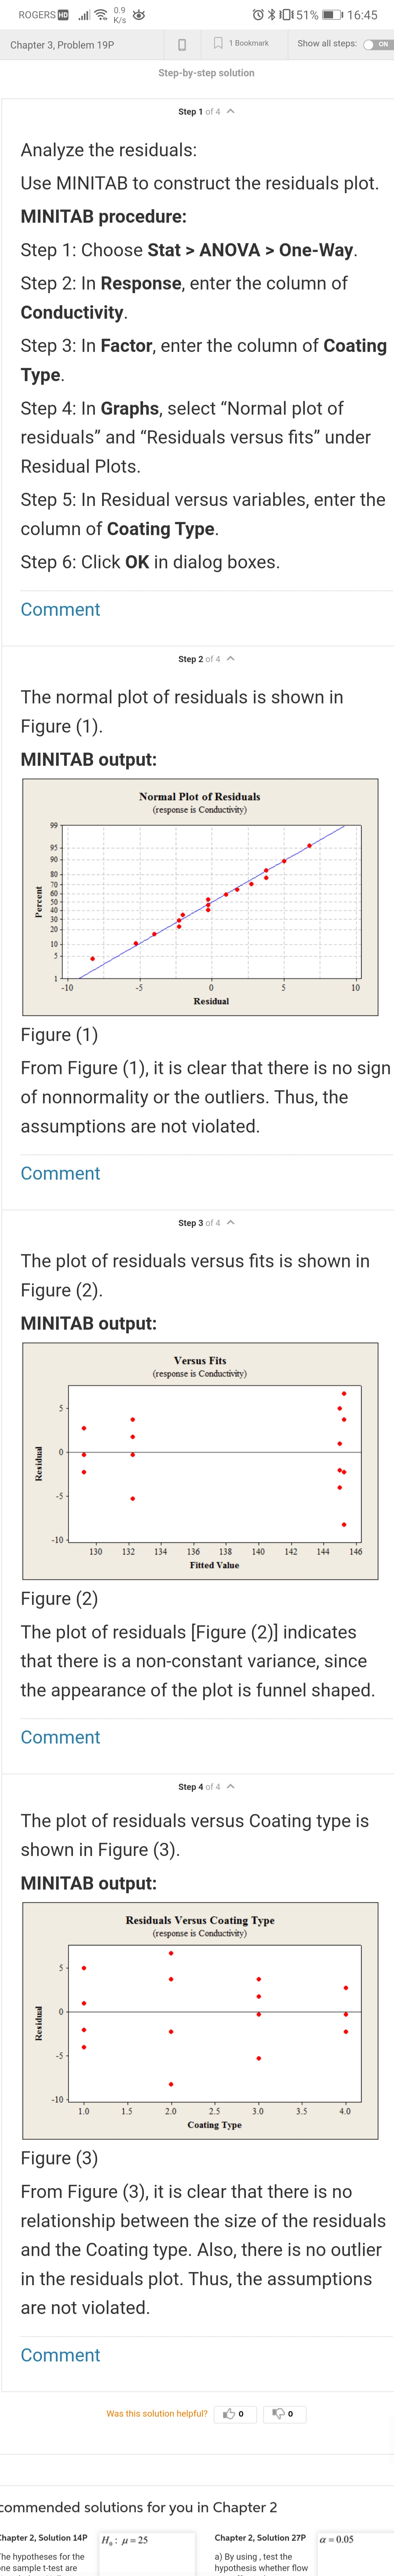 ROGERS HD 0.9 K/s 51% 16:45
Chapter 3, Problem 19P 1 Bookmark Show all steps: ON
Step-by-step solution
Step 1 of 4
Analyze the residuals:
Use MINITAB to construct the residuals plot.
MINITAB procedure:
Step 1: Choose Stat > ANOVA > One-Way.
Step 2: In Response, enter the column of
Conductivity.
Step 3: In Factor, enter the column of Coating
Type.
Step 4: In Graphs, select “Normal plot of
residuals” and “Residuals versus fits” under
Residual Plots.
Step 5: In Residual versus variables, enter the
column of Coating Type.
Step 6: Click OK in dialog boxes.
Comment
Step 2 of 4
The normal plot of residuals is shown in
Figure (1).
MINITAB output:
Normal Plot of Residuals
(response is Conductivity)
Percent
99
95
90
80
70
60
50
40
30
20
10
5
1
-10 -5 0 5 10
Residual
Figure (1)
From Figure (1), it is clear that there is no sign
of nonnormality or the outliers. Thus, the
assumptions are not violated.
Comment
Step 3 of 4
The plot of residuals versus fits is shown in
Figure (2).
MINITAB output:
Versus Fits
(response is Conductivity)
Residual
5
0
-5
-10
130 132 134 136 138 140 142 144 146
Fitted Value
Figure (2)
The plot of residuals [Figure (2)] indicates
that there is a non-constant variance, since
the appearance of the plot is funnel shaped.
Comment
Step 4 of 4
The plot of residuals versus Coating type is
shown in Figure (3).
MINITAB output:
Residuals Versus Coating Type
(response is Conductivity)
Residual
5
0
-5
-10
1.0 1.5 2.0 2.5 3.0 3.5 4.0
Coating Type
Figure (3)
From Figure (3), it is clear that there is no
relationship between the size of the residuals
and the Coating type. Also, there is no outlier
in the residuals plot. Thus, the assumptions
are not violated.
Comment
Was this solution helpful? 0 0
commended solutions for you in Chapter 2
hapter 2, Solution 14P
he hypotheses for the
ne sample t-test are
H₀ : μ = 25
Chapter 2, Solution 27P
a) By using , test the
hypothesis whether flow
α = 0.05